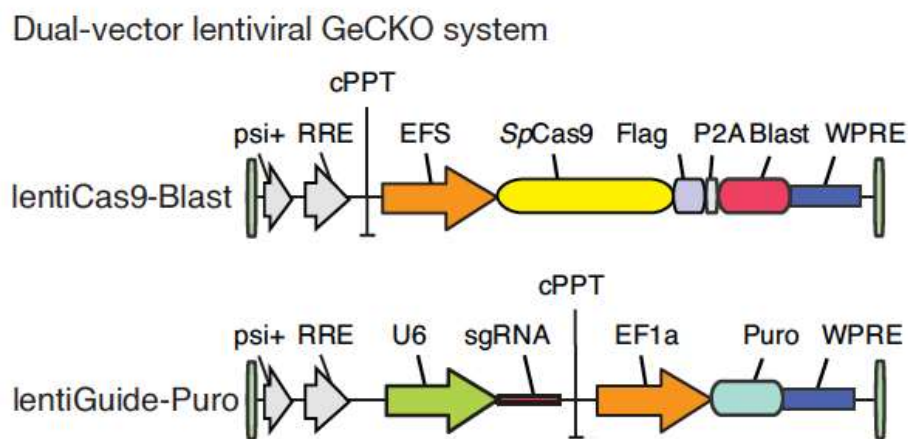 Dual-vector lentiviral GeCKO system
cPPT
psi+ RRE EFS SpCas9 Flag P2A Blast WPRE
lentiCas9-Blast
cPPT
psi+ RRE U6 sgRNA EF1a Puro WPRE
lentiGuide-Puro